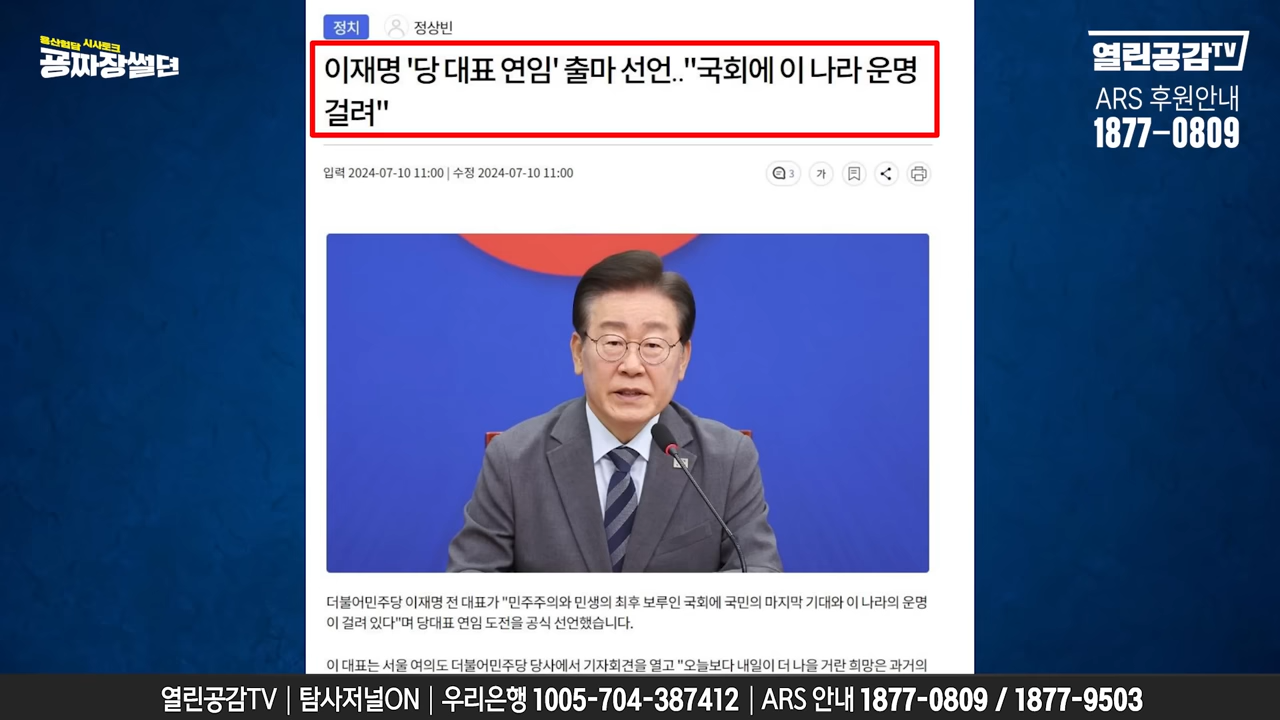 용산협담 시사토크
꽁짜장썰뎐
정치
정상빈
이재명 '당 대표 연임' 출마 선언.."국회에 이 나라 운명
걸려"
입력 2024-07-10 11:00 | 수정 2024-07-10 11:00
3
가
더불어민주당 이재명 전 대표가 "민주주의와 민생의 최후 보루인 국회에 국민의 마지막 기대와 이 나라의 운명
이 걸려 있다"며 당대표 연임 도전을 공식 선언했습니다.
이 대표는 서울 여의도 더불어민주당 당사에서 기자회견을 열고 "오늘보다 내일이 더 나을 거란 희망은 과거의
열린공감TV
ARS 후원안내
1877-0809
열린공감TV | 탐사저널ON | 우리은행 1005-704-387412 | ARS 안내 1877-0809 / 1877-9503